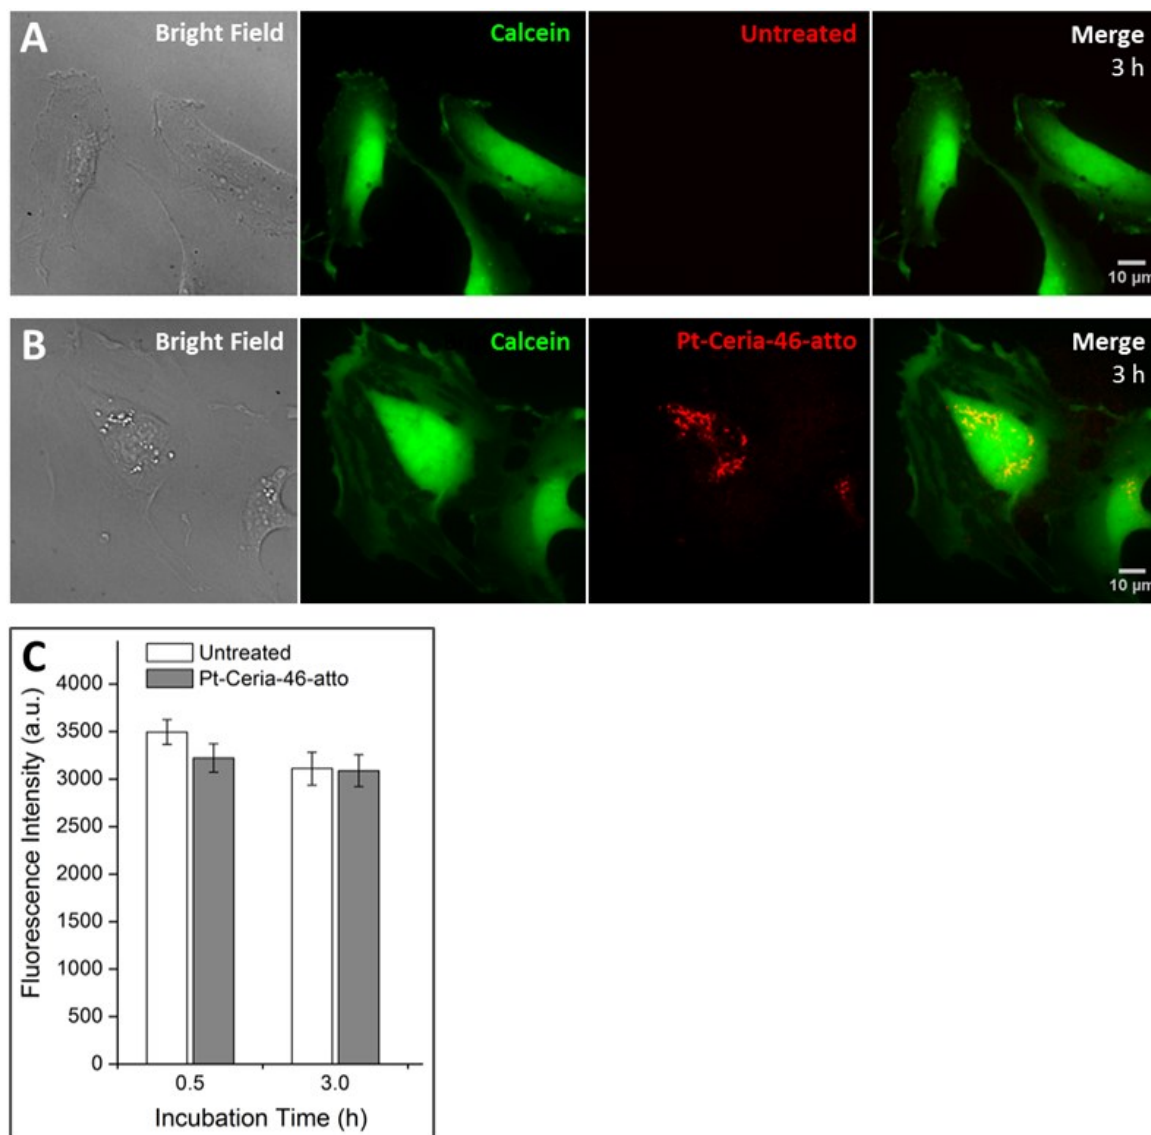 A
Bright Field
Calcein
Untreated
Merge
3 h
10 µm
B
Bright Field
Calcein
Pt-Ceria-46-atto
Merge
3 h
10 µm
C
Untreated
Pt-Ceria-46-atto
Fluorescence Intensity (a.u.)
4000
3500
3000
2500
2000
1500
1000
500
0
0.5 3.0
Incubation Time (h)